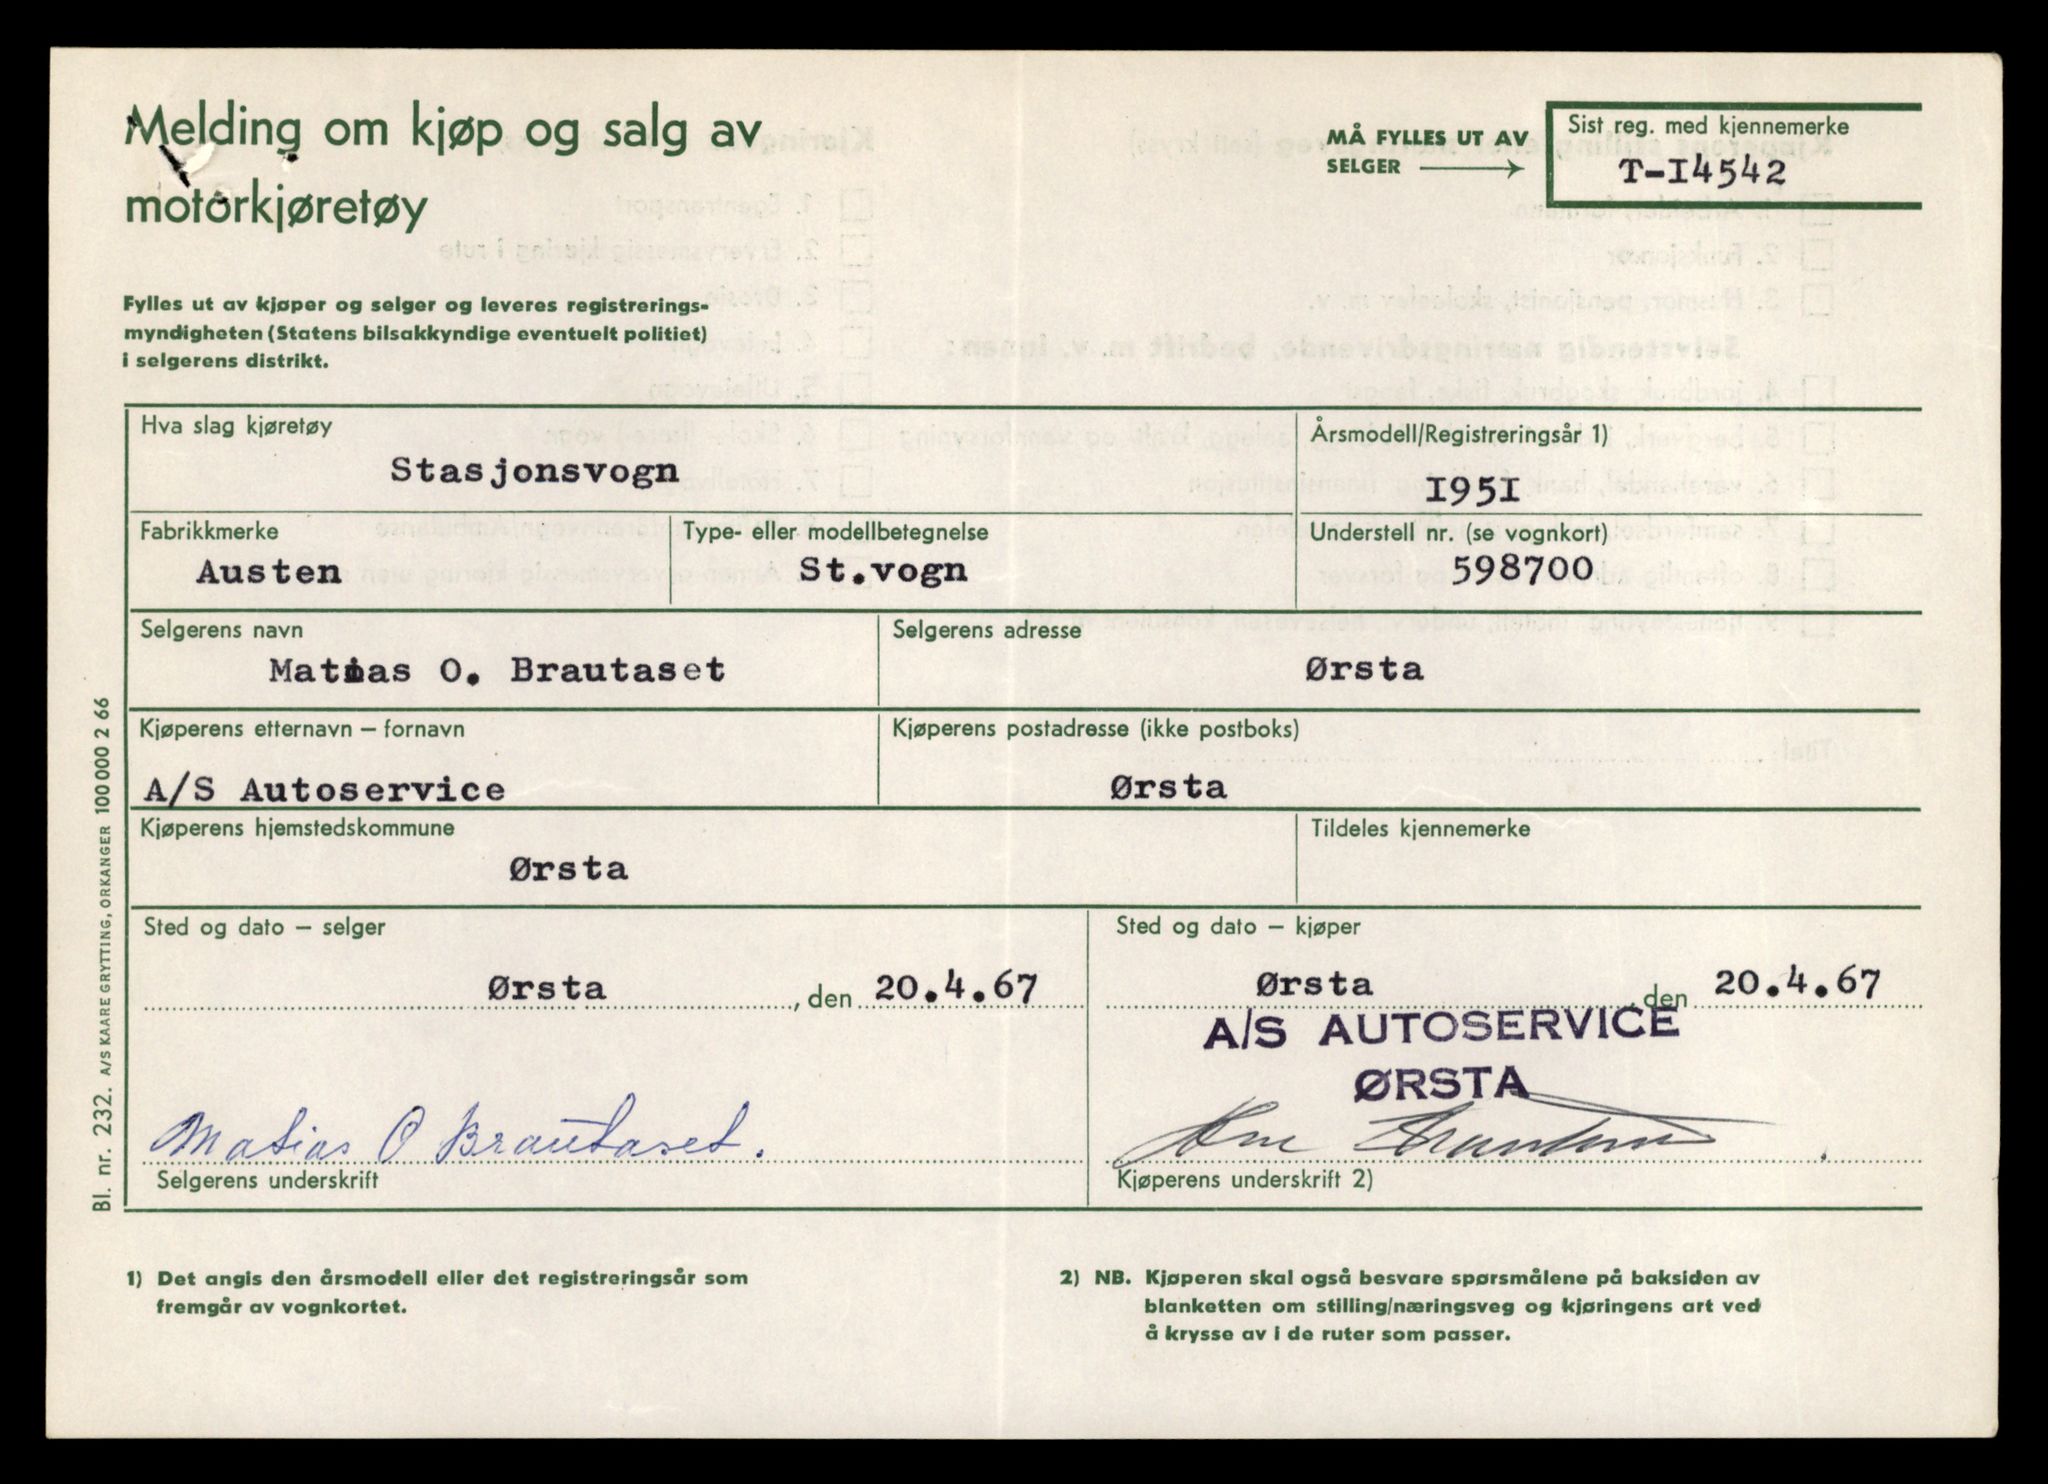 Melding om kjøp og salg av
motorkjøretøy
MÅ FYLLES UT AV
SELGER
Sist reg. med kjennemerke
T-I4542
Fylles ut av kjøper og selger og leveres registrerings-
myndigheten (Statens bilsakkyndige eventuelt politiet)
i selgerens distrikt.
Hva slag kjøretøy
Stasjonsvogn
Årsmodell/Registreringsår 1)
I95I
Fabrikkmerke
Austen
Type- eller modellbetegnelse
St.vogn
Understell nr. (se vognkort)
598700
Selgerens navn
Matias O. Brautaset
Selgerens adresse
Ørsta
Kjøperens etternavn – fornavn
A/S Autoservice
Kjøperens postadresse (ikke postboks)
Ørsta
Kjøperens hjemstedskommune
Ørsta
Tildeles kjennemerke
Sted og dato – selger
Ørsta, den 20.4.67
Matias O Brautaset.
Selgerens underskrift
Sted og dato – kjøper
Ørsta, den 20.4.67
A/S AUTOSERVICE
ØRSTA
Kjøperens underskrift 2)
1) Det angis den årsmodell eller det registreringsår som
fremgår av vognkortet.
2) NB. Kjøperen skal også besvare spørsmålene på baksiden av
blanketten om stilling/næringsveg og kjøringens art ved
å krysse av i de ruter som passer.
Bl. nr. 232. A/S KAARE GRYTTING, ORKANGER 100 000 2 66